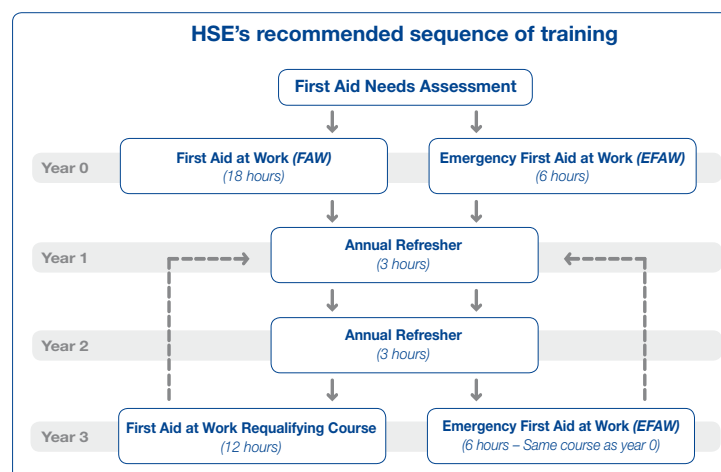 HSE's recommended sequence of training
First Aid Needs Assessment
Year 0
First Aid at Work (FAW)
(18 hours)
Emergency First Aid at Work (EFAW)
(6 hours)
Year 1
Annual Refresher
(3 hours)
Year 2
Annual Refresher
(3 hours)
Year 3
First Aid at Work Requalifying Course
(12 hours)
Emergency First Aid at Work (EFAW)
(6 hours – Same course as year 0)